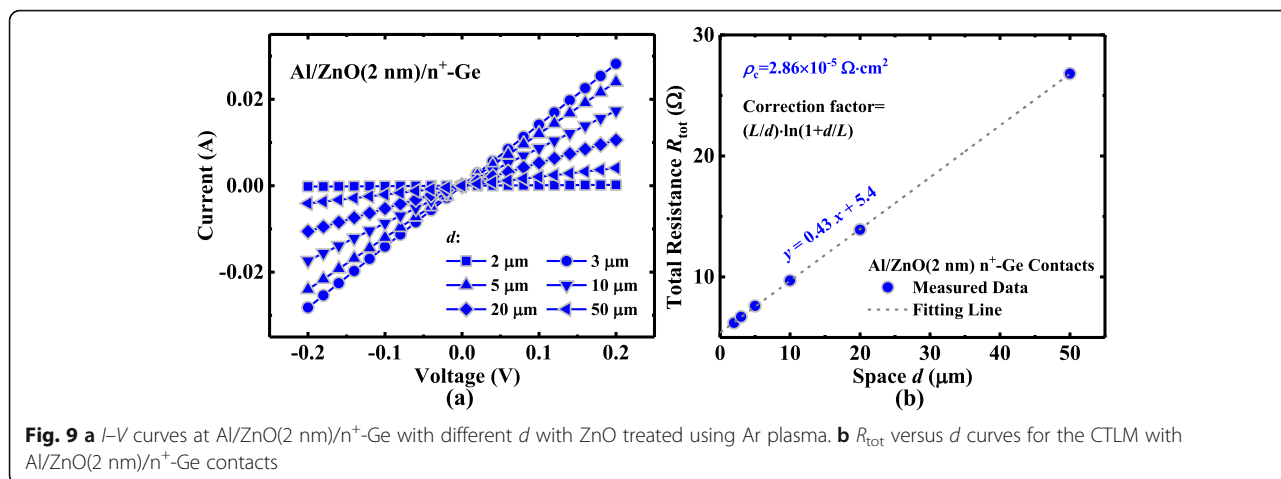 Al/ZnO(2 nm)/n⁺-Ge
Current (A)
0.02
0.00
-0.02
d:
2 μm 3 μm
5 μm 10 μm
20 μm 50 μm
-0.2 -0.1 0.0 0.1 0.2
Voltage (V)
(a)
Total Resistance Rtot (Ω)
30
20
10
ρc=2.86×10⁻⁵ Ω·cm²
Correction factor=
(L/d)·ln(1+d/L)
y = 0.43 x + 5.4
Al/ZnO(2 nm) n⁺-Ge Contacts
Measured Data
Fitting Line
0 10 20 30 40 50
Space d (μm)
(b)
Fig. 9 a I–V curves at Al/ZnO(2 nm)/n⁺-Ge with different d with ZnO treated using Ar plasma. b Rtot versus d curves for the CTLM with
Al/ZnO(2 nm)/n⁺-Ge contacts